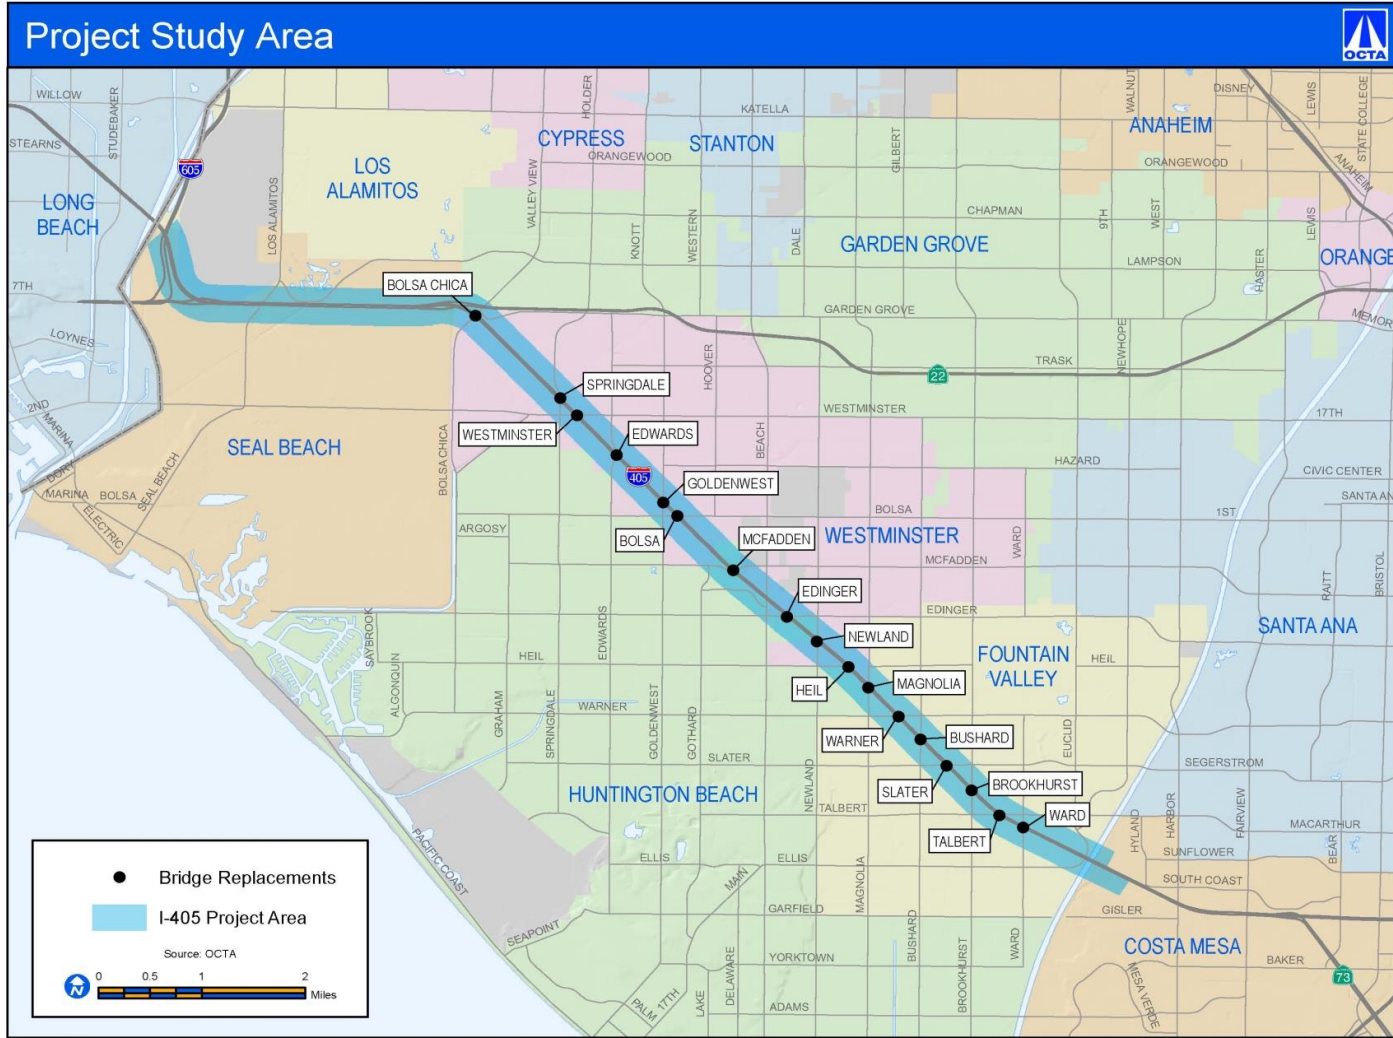 Project Study Area
OCTA
WILLOW
STUDEBAKER
STEARNS
605
LONG
BEACH
LOS
ALAMITOS
LOS ALAMITOS
HOLDER
CYPRESS
ORANGEWOOD
VALLEY VIEW
KNOTT
WESTERN
STANTON
KATELLA
DALE
GILBERT
GARDEN GROVE
CHAPMAN
9TH
WEST
WALNUT
ANAHEIM
DISNEY
LEWIS
STATE COLLEGE
ANAHEIM
ORANGEWOOD
LEWIS
ORANGE
LAMPSON
HASTER
MEMOR
7TH
LOYNES
2ND
MARINA
DORY
MARINA
BOLSA
ELECTRIC
SEAL BEACH
SEAL BEACH
BOLSA CHICA
BOLSA CHICA
GARDEN GROVE
TRASK
NEWHOPE
22
HOOVER
SPRINGDALE
WESTMINSTER
WESTMINSTER
17TH
EDWARDS
BEACH
405
GOLDENWEST
HAZARD
CIVIC CENTER
SANTA AN
BOLSA
BOLSA
1ST
ARGOSY
WESTMINSTER
WARD
MCFADDEN
MCFADDEN
RAITT
BRISTOL
EDINGER
EDINGER
SANTA ANA
SAYBROOK
ALGONQUIN
EDWARDS
HEIL
NEWLAND
FOUNTAIN
VALLEY
HEIL
HEIL
MAGNOLIA
GRAHAM
SPRINGDALE
WARNER
GOLDENWEST
GOTHARD
WARNER
BUSHARD
EUCLID
SLATER
SLATER
SEGERSTROM
NEWLAND
TALBERT
BROOKHURST
HUNTINGTON BEACH
TALBERT
WARD
HYLAND
HARBOR
FAIRVIEW
MACARTHUR
BEAR
SUNFLOWER
SOUTH COAST
PACIFIC COAST
ELLIS
ELLIS
MAIN
MAGNOLIA
GARFIELD
GISLER
SEAPOINT
YORKTOWN
BUSHARD
BROOKHURST
WARD
COSTA MESA
BAKER
73
MESA VERDE
LAKE
DELAWARE
PALM
17TH
ADAMS
Bridge Replacements
I-405 Project Area
Source: OCTA
N
0 0.5 1 2
Miles